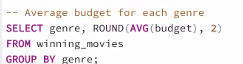 -- Average budget for each genre
SELECT genre, ROUND(AVG(budget), 2)
FROM winning_movies
GROUP BY genre;